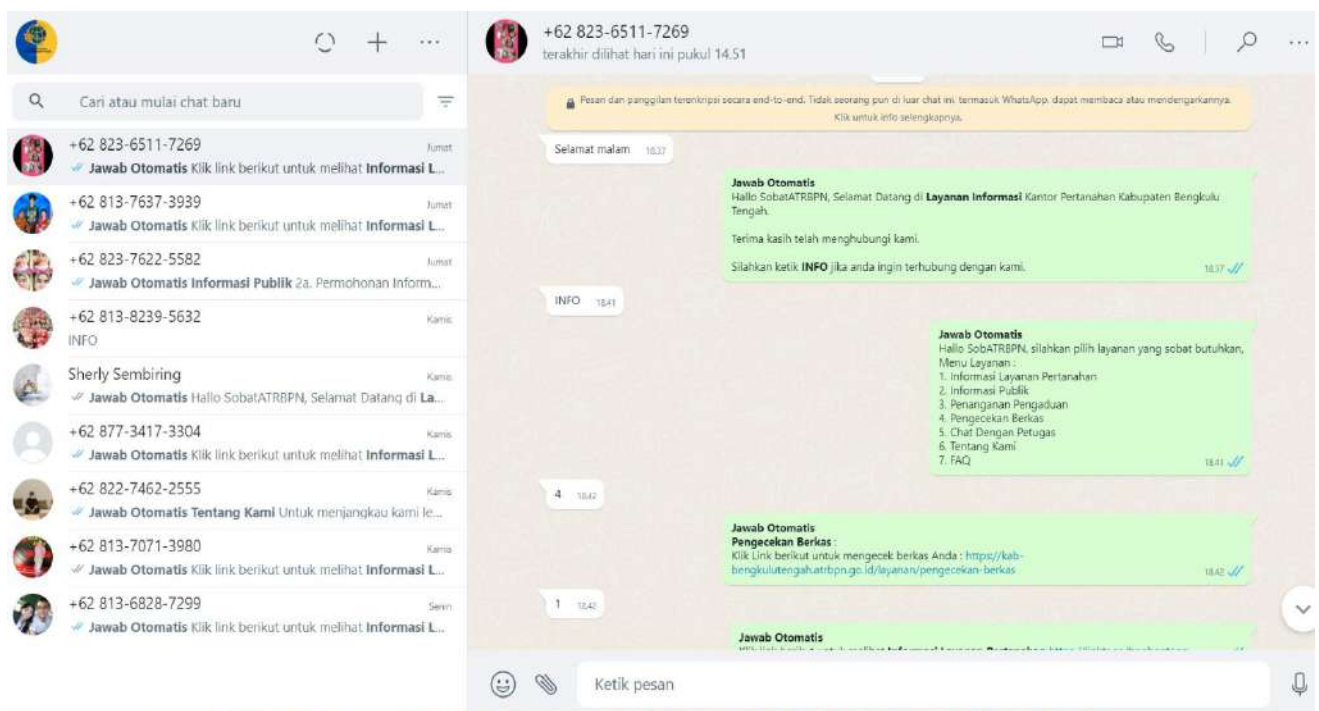 Cari atau mulai chat baru
+62 823-6511-7269
Jumat
Jawab Otomatis Klik link berikut untuk melihat Informasi L...
+62 813-7637-3939
Jumat
Jawab Otomatis Klik link berikut untuk melihat Informasi L...
+62 823-7622-5582
Jumat
Jawab Otomatis Informasi Publik 2a. Permohonan Inform...
+62 813-8239-5632
Kamis
INFO
Sherly Sembiring
Kamis
Jawab Otomatis Hallo SobatATRBPN, Selamat Datang di La...
+62 877-3417-3304
Kamis
Jawab Otomatis Klik link berikut untuk melihat Informasi L...
+62 822-7462-2555
Kamis
Jawab Otomatis Tentang Kami Untuk menjangkau kami le...
+62 813-7071-3980
Kamis
Jawab Otomatis Klik link berikut untuk melihat Informasi L...
+62 813-6828-7299
Senin
Jawab Otomatis Klik link berikut untuk melihat Informasi L...
+62 823-6511-7269
terakhir dilihat hari ini pukul 14.51
Pesan dan panggilan terenkripsi secara end-to-end. Tidak seorang pun di luar chat ini, termasuk WhatsApp, dapat membaca atau mendengarkannya.
Klik untuk info selengkapnya.
Selamat malam 18.37
Jawab Otomatis
Hallo SobatATRBPN, Selamat Datang di Layanan Informasi Kantor Pertanahan Kabupaten Bengkulu
Tengah.
Terima kasih telah menghubungi kami.
Silahkan ketik INFO jika anda ingin terhubung dengan kami. 18.37
INFO 18.41
Jawab Otomatis
Hallo SobATRBPN, silahkan pilih layanan yang sobat butuhkan,
Menu Layanan :
1. Informasi Layanan Pertanahan
2. Informasi Publik
3. Penanganan Pengaduan
4. Pengecekan Berkas
5. Chat Dengan Petugas
6. Tentang Kami
7. FAQ 18.41
4 18.42
Jawab Otomatis
Pengecekan Berkas :
Klik Link berikut untuk mengecek berkas Anda : https://kab-
bengkulutengah.atrbpn.go.id/layanan/pengecekan-berkas 18.42
1 18.42
Jawab Otomatis
Ketik pesan